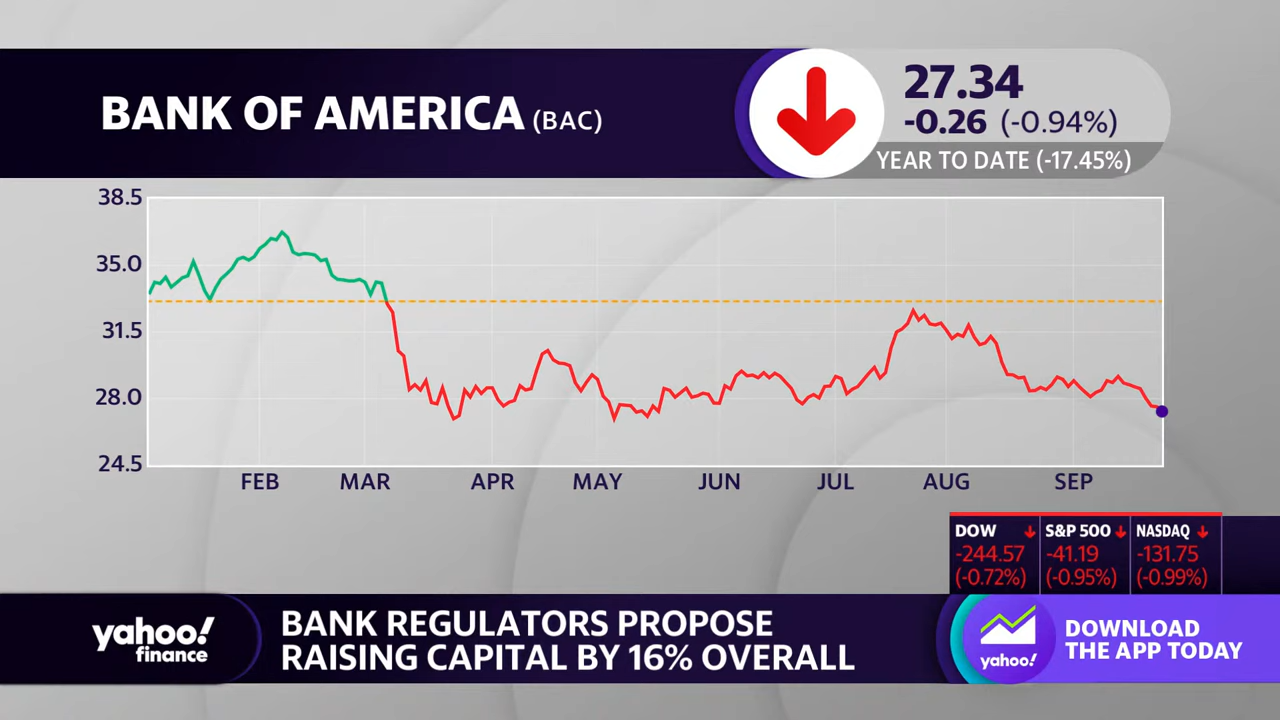 BANK OF AMERICA (BAC)
27.34
-0.26 (-0.94%)
YEAR TO DATE (-17.45%)
38.5
35.0
31.5
28.0
24.5
FEB MAR APR MAY JUN JUL AUG SEP
DOW S&P 500 NASDAQ
-244.57 -41.19 -131.75
(-0.72%) (-0.95%) (-0.99%)
yahoo!
finance
BANK REGULATORS PROPOSE
RAISING CAPITAL BY 16% OVERALL
yahoo!
DOWNLOAD
THE APP TODAY